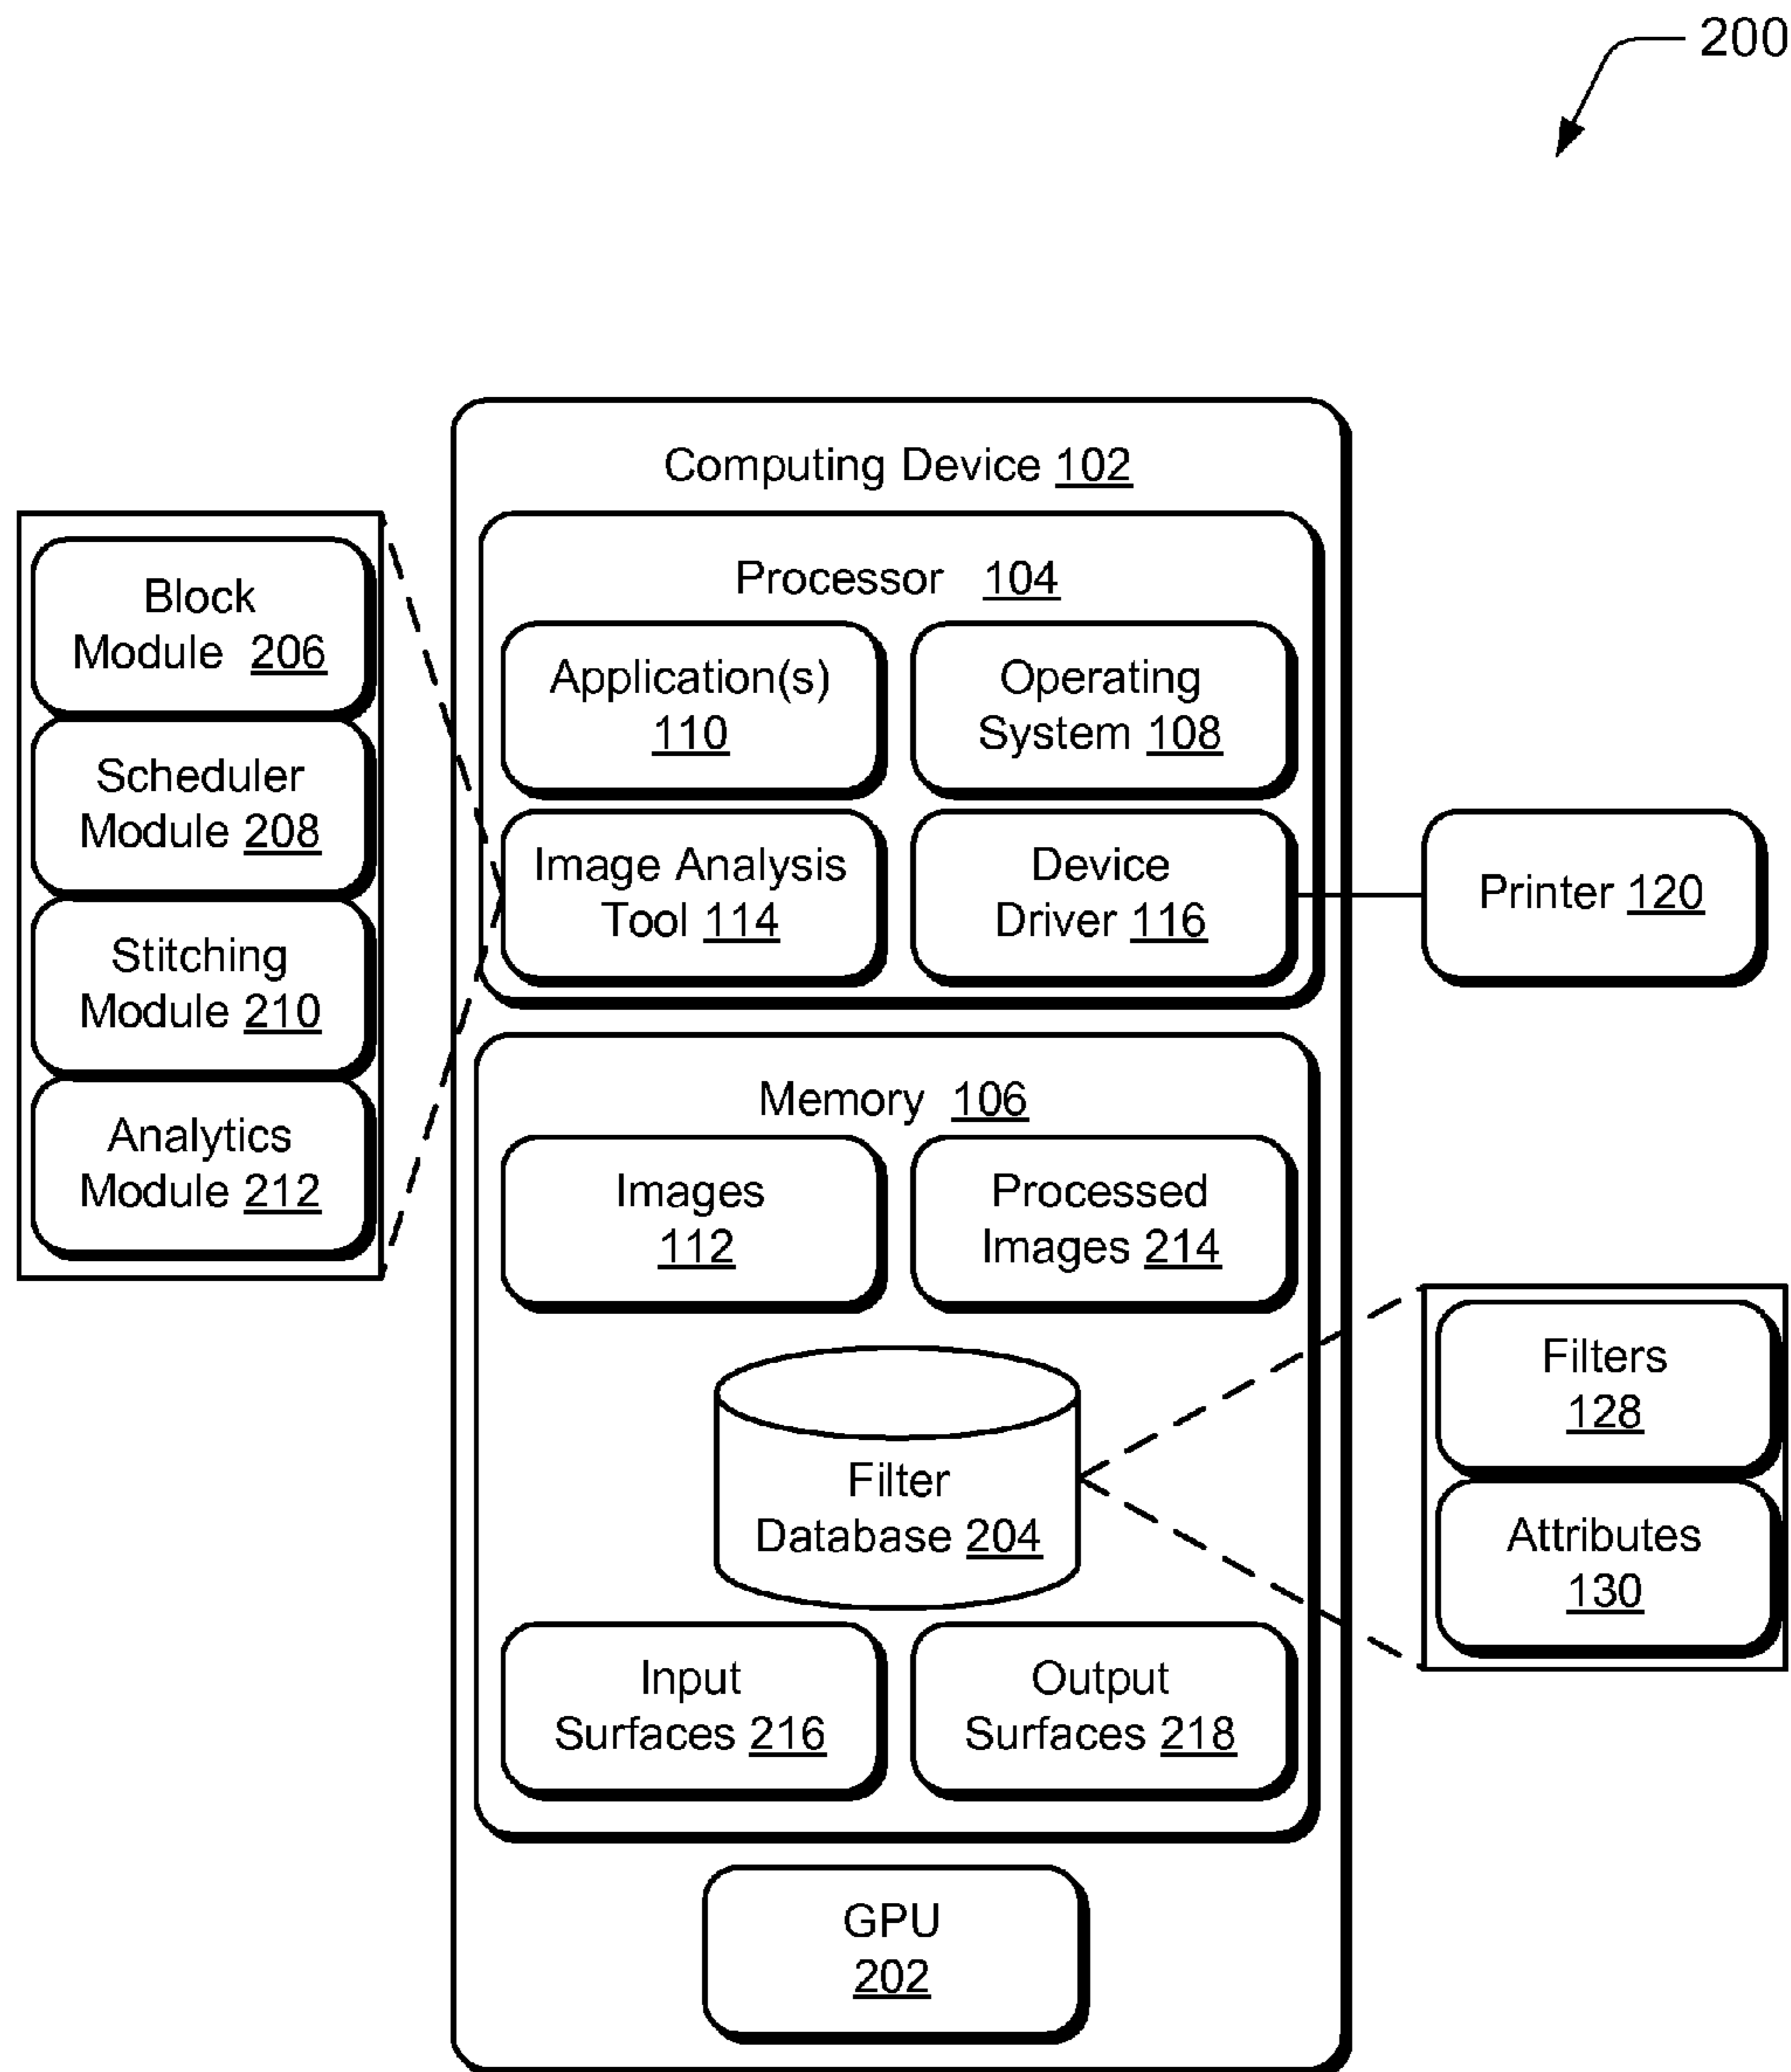 200
Computing Device 102
Processor 104
Application(s)
110
Operating
System 108
Image Analysis
Tool 114
Device
Driver 116
Block
Module 206
Scheduler
Module 208
Stitching
Module 210
Analytics
Module 212
Printer 120
Memory 106
Images
112
Processed
Images 214
Filter
Database 204
Filters
128
Attributes
130
Input
Surfaces 216
Output
Surfaces 218
GPU
202